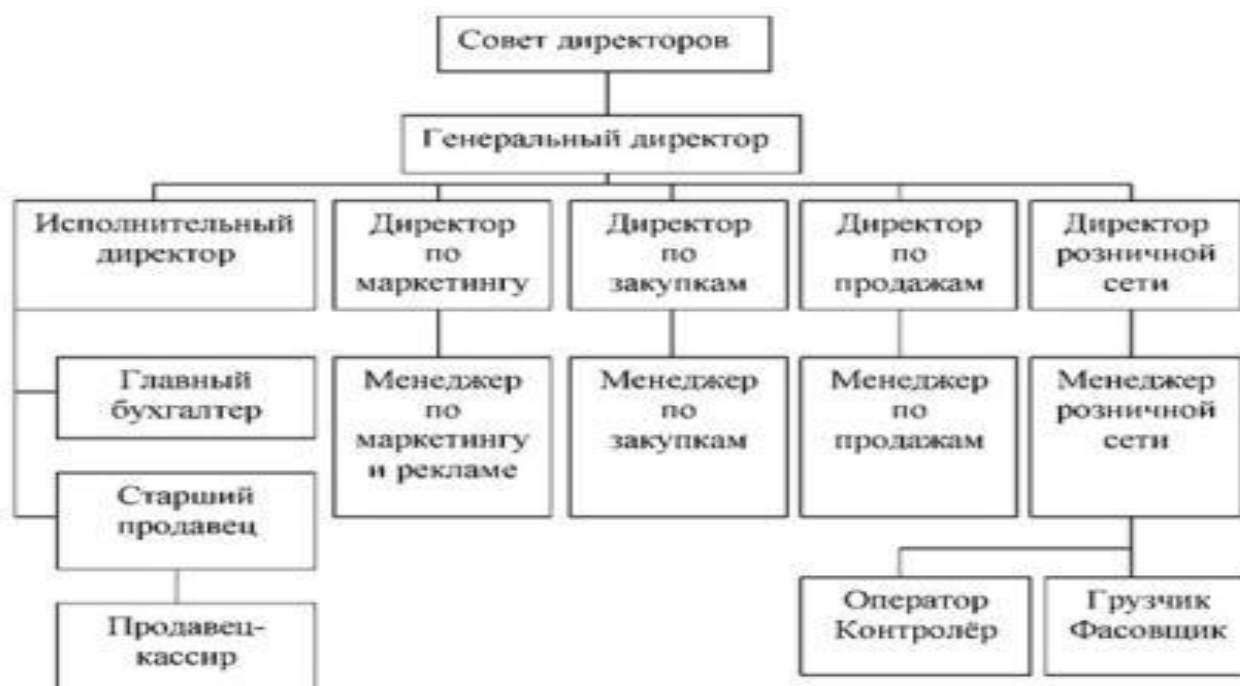 Совет директоров
Генеральный директор
Исполнительный
директор
Директор
по
маркетингу
Директор
по
закупкам
Директор
по
продажам
Директор
розничной
сети
Главный
бухгалтер
Менеджер
по
маркетингу
и рекламе
Менеджер
по
закупкам
Менеджер
по
продажам
Менеджер
розничной
сети
Старший
продавец
Продавец-
кассир
Оператор
Контролёр
Грузчик
Фасовщик